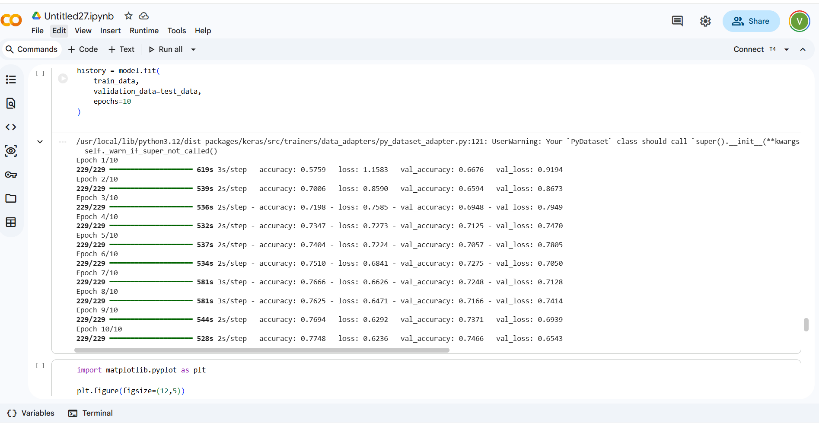 CO
Untitled27.ipynb
File Edit View Insert Runtime Tools Help
Share
V
Commands + Code + Text Run all
Connect T4
[ ]
history = model.fit(
train_data,
validation_data=test_data,
epochs=10
)
/usr/local/lib/python3.12/dist-packages/keras/src/trainers/data_adapters/py_dataset_adapter.py:121: UserWarning: Your `PyDataset` class should call `super().__init__(**kwargs
self._warn_if_super_not_called()
Epoch 1/10
229/229 619s 3s/step - accuracy: 0.5759 - loss: 1.1583 - val_accuracy: 0.6676 - val_loss: 0.9194
Epoch 2/10
229/229 539s 2s/step - accuracy: 0.7006 - loss: 0.8590 - val_accuracy: 0.6594 - val_loss: 0.8673
Epoch 3/10
229/229 536s 2s/step - accuracy: 0.7198 - loss: 0.7585 - val_accuracy: 0.6948 - val_loss: 0.7949
Epoch 4/10
229/229 532s 2s/step - accuracy: 0.7347 - loss: 0.7273 - val_accuracy: 0.7125 - val_loss: 0.7470
Epoch 5/10
229/229 537s 2s/step - accuracy: 0.7404 - loss: 0.7224 - val_accuracy: 0.7057 - val_loss: 0.7805
Epoch 6/10
229/229 534s 2s/step - accuracy: 0.7510 - loss: 0.6841 - val_accuracy: 0.7275 - val_loss: 0.7050
Epoch 7/10
229/229 581s 3s/step - accuracy: 0.7666 - loss: 0.6626 - val_accuracy: 0.7248 - val_loss: 0.7128
Epoch 8/10
229/229 581s 3s/step - accuracy: 0.7625 - loss: 0.6471 - val_accuracy: 0.7166 - val_loss: 0.7414
Epoch 9/10
229/229 544s 2s/step - accuracy: 0.7694 - loss: 0.6292 - val_accuracy: 0.7371 - val_loss: 0.6939
Epoch 10/10
229/229 528s 2s/step - accuracy: 0.7748 - loss: 0.6236 - val_accuracy: 0.7466 - val_loss: 0.6543
[ ]
import matplotlib.pyplot as plt
plt.figure(figsize=(12,5))
Variables Terminal